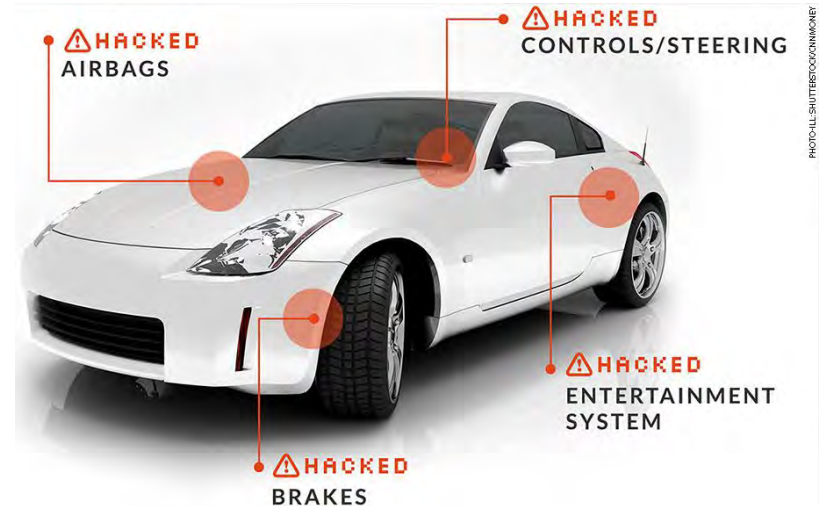 HACKED
AIRBAGS
HACKED
CONTROLS/STEERING
HACKED
ENTERTAINMENT
SYSTEM
HACKED
BRAKES
PHOTO-ILL: SHUTTERSTOCK/CNNMONEY